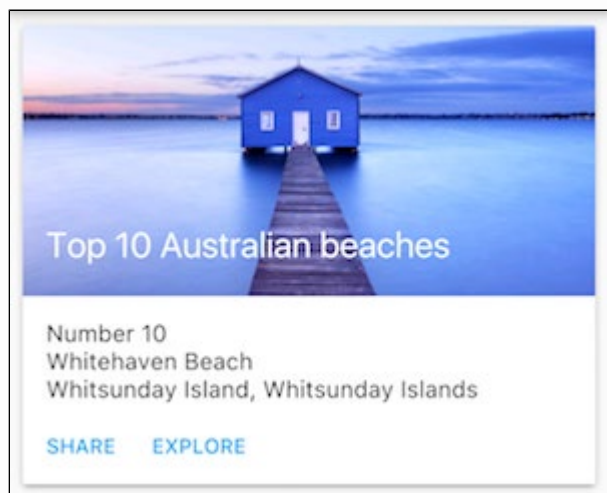 Top 10 Australian beaches
Number 10
Whitehaven Beach
Whitsunday Island, Whitsunday Islands
SHARE EXPLORE